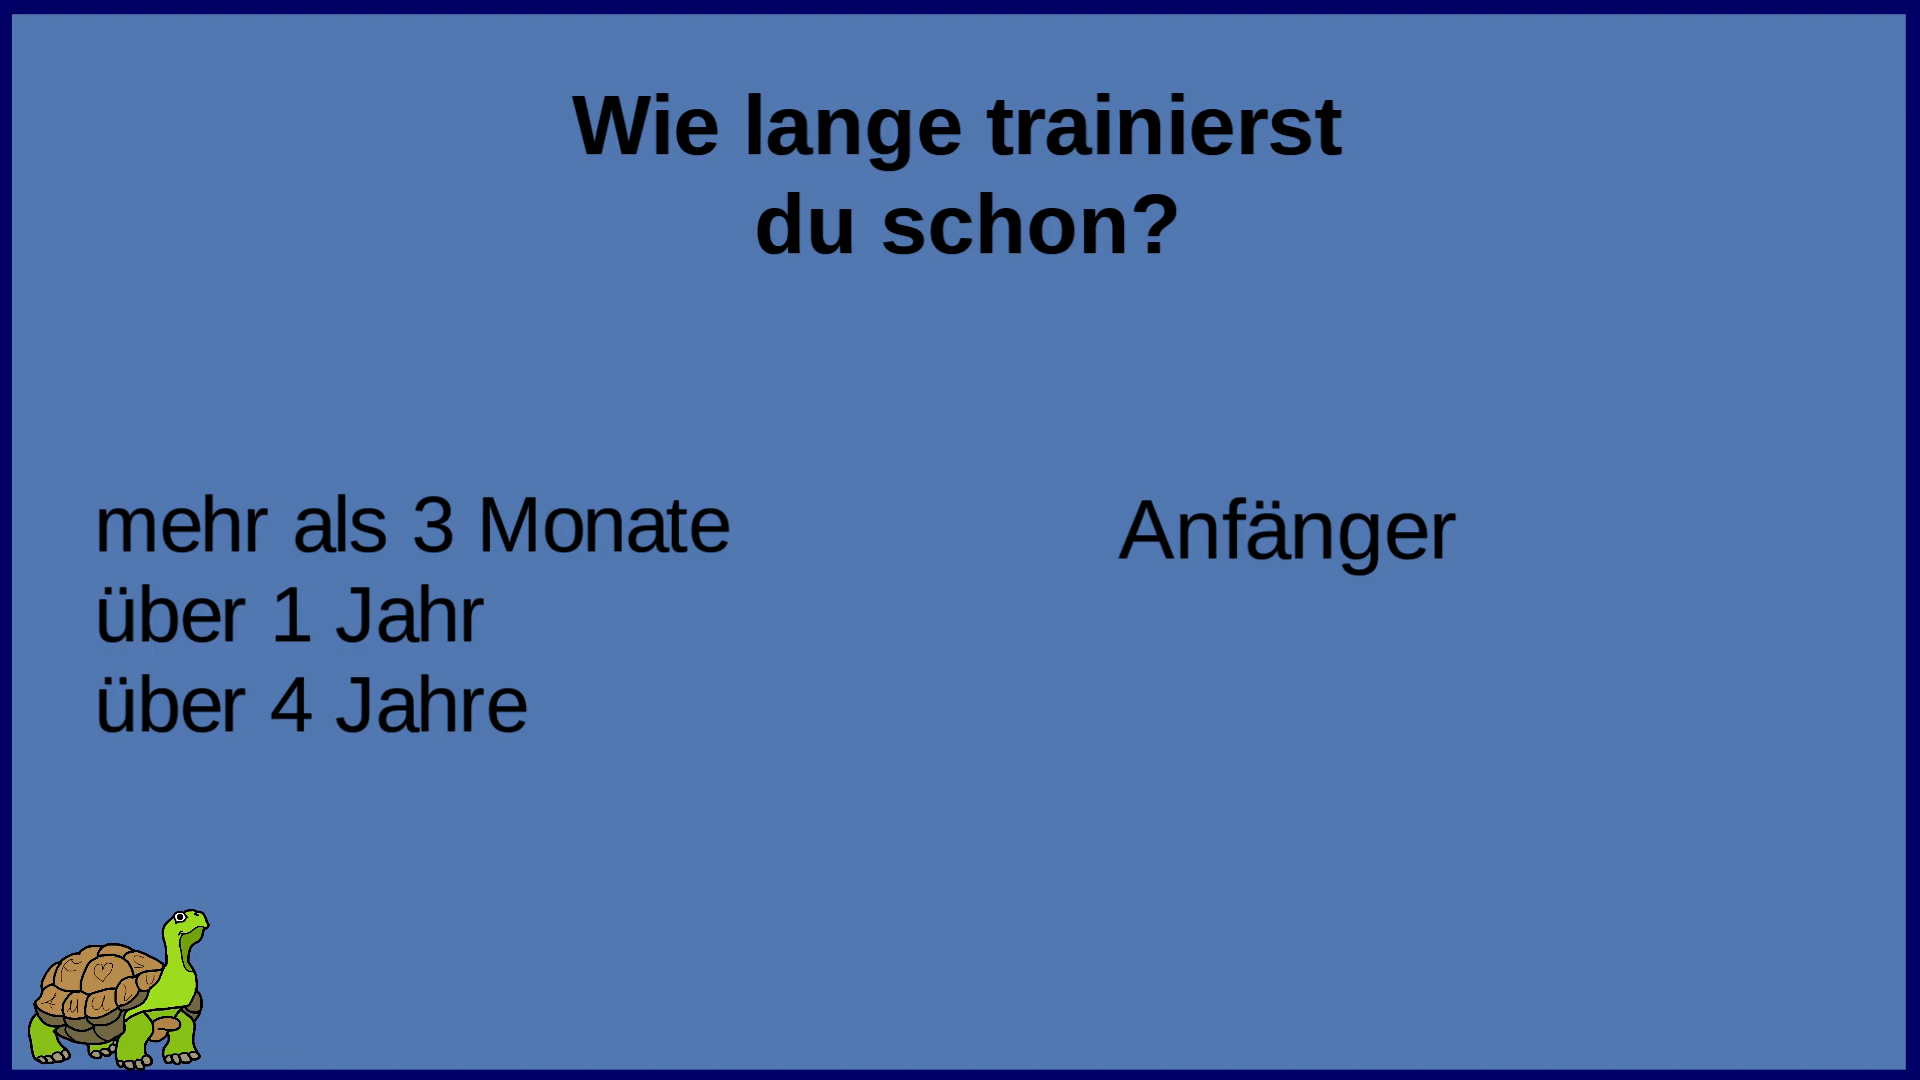 Wie lange trainierst
du schon?
mehr als 3 Monate
über 1 Jahr
über 4 Jahre
Anfänger